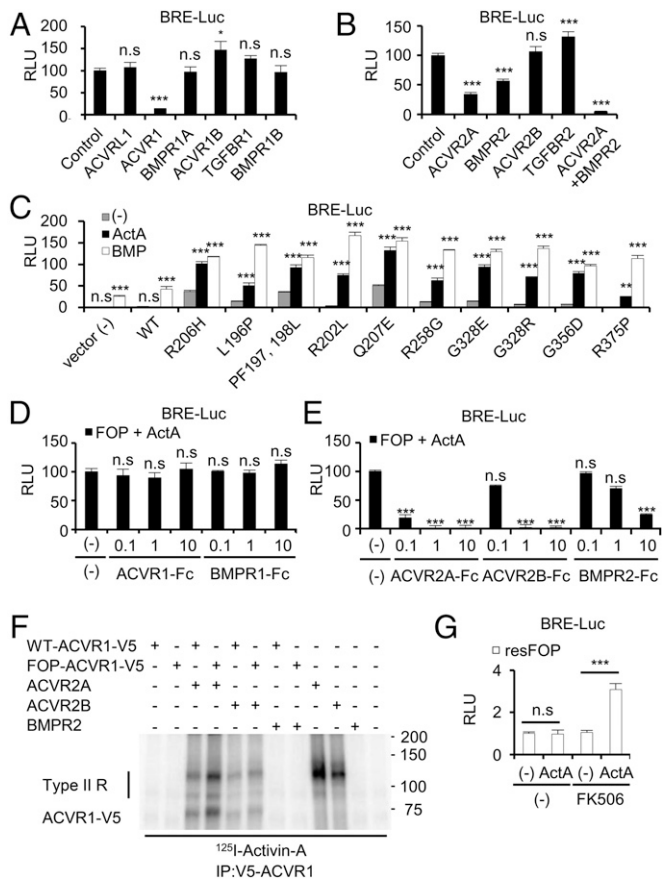 A
BRE-Luc
RLU
200
150
100
50
0
n.s
***
n.s
*
n.s
n.s
Control
ACVRL1
ACVR1
BMPR1A
ACVR1B
TGFBR1
BMPR1B
B
BRE-Luc
RLU
150
100
50
0
***
***
n.s
***
***
Control
ACVR2A
BMPR2
ACVR2B
TGFBR2
ACVR2A
+BMPR2
C
BRE-Luc
RLU
200
150
100
50
0
(-)
ActA
BMP
n.s *** n.s *** *** *** *** *** *** *** *** *** *** *** *** *** *** *** *** *** *** *** ** ***
vector (-)
WT
R206H
L196P
PF197, 198L
R202L
Q207E
R258G
G328E
G328R
G356D
R375P
D
BRE-Luc
FOP + ActA
RLU
150
100
50
0
n.s n.s n.s n.s n.s n.s
(-) 0.1 1 10 0.1 1 10
(-) ACVR1-Fc BMPR1-Fc
E
BRE-Luc
FOP + ActA
RLU
150
100
50
0
*** *** *** n.s *** *** n.s n.s ***
(-) 0.1 1 10 0.1 1 10 0.1 1 10
(-) ACVR2A-Fc ACVR2B-Fc BMPR2-Fc
F
WT-ACVR1-V5 + - + - + - + - - - - -
FOP-ACVR1-V5 - + - + - + - + - - - -
ACVR2A - - + + - - - - + - - -
ACVR2B - - - - + + - - - + - -
BMPR2 - - - - - - + + - - + -
- 200
- 150
- 100
- 75
Type II R
ACVR1-V5
125I-Activin-A
IP:V5-ACVR1
G
BRE-Luc
resFOP
RLU
4
2
0
n.s
***
(-) ActA (-) ActA
(-) FK506